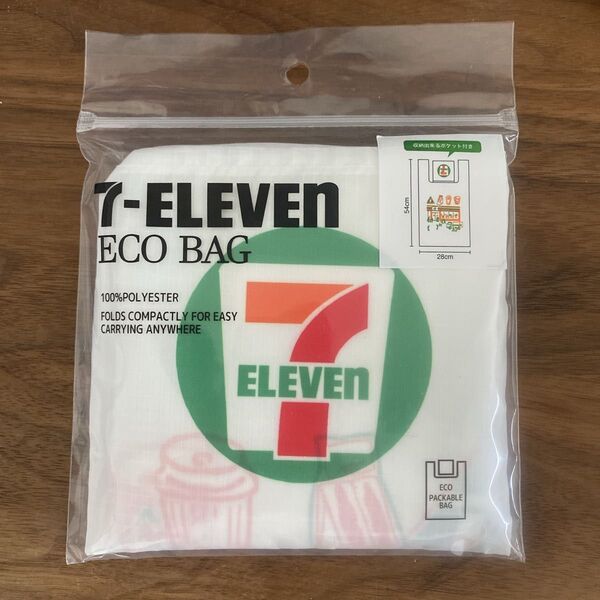 7-ELEVEn
ECO BAG
100%POLYESTER
FOLDS COMPACTLY FOR EASY
CARRYING ANYWHERE
収納出来るポケット付き
54cm
28cm
7
ELEVEn
ECO
PACKABLE
BAG